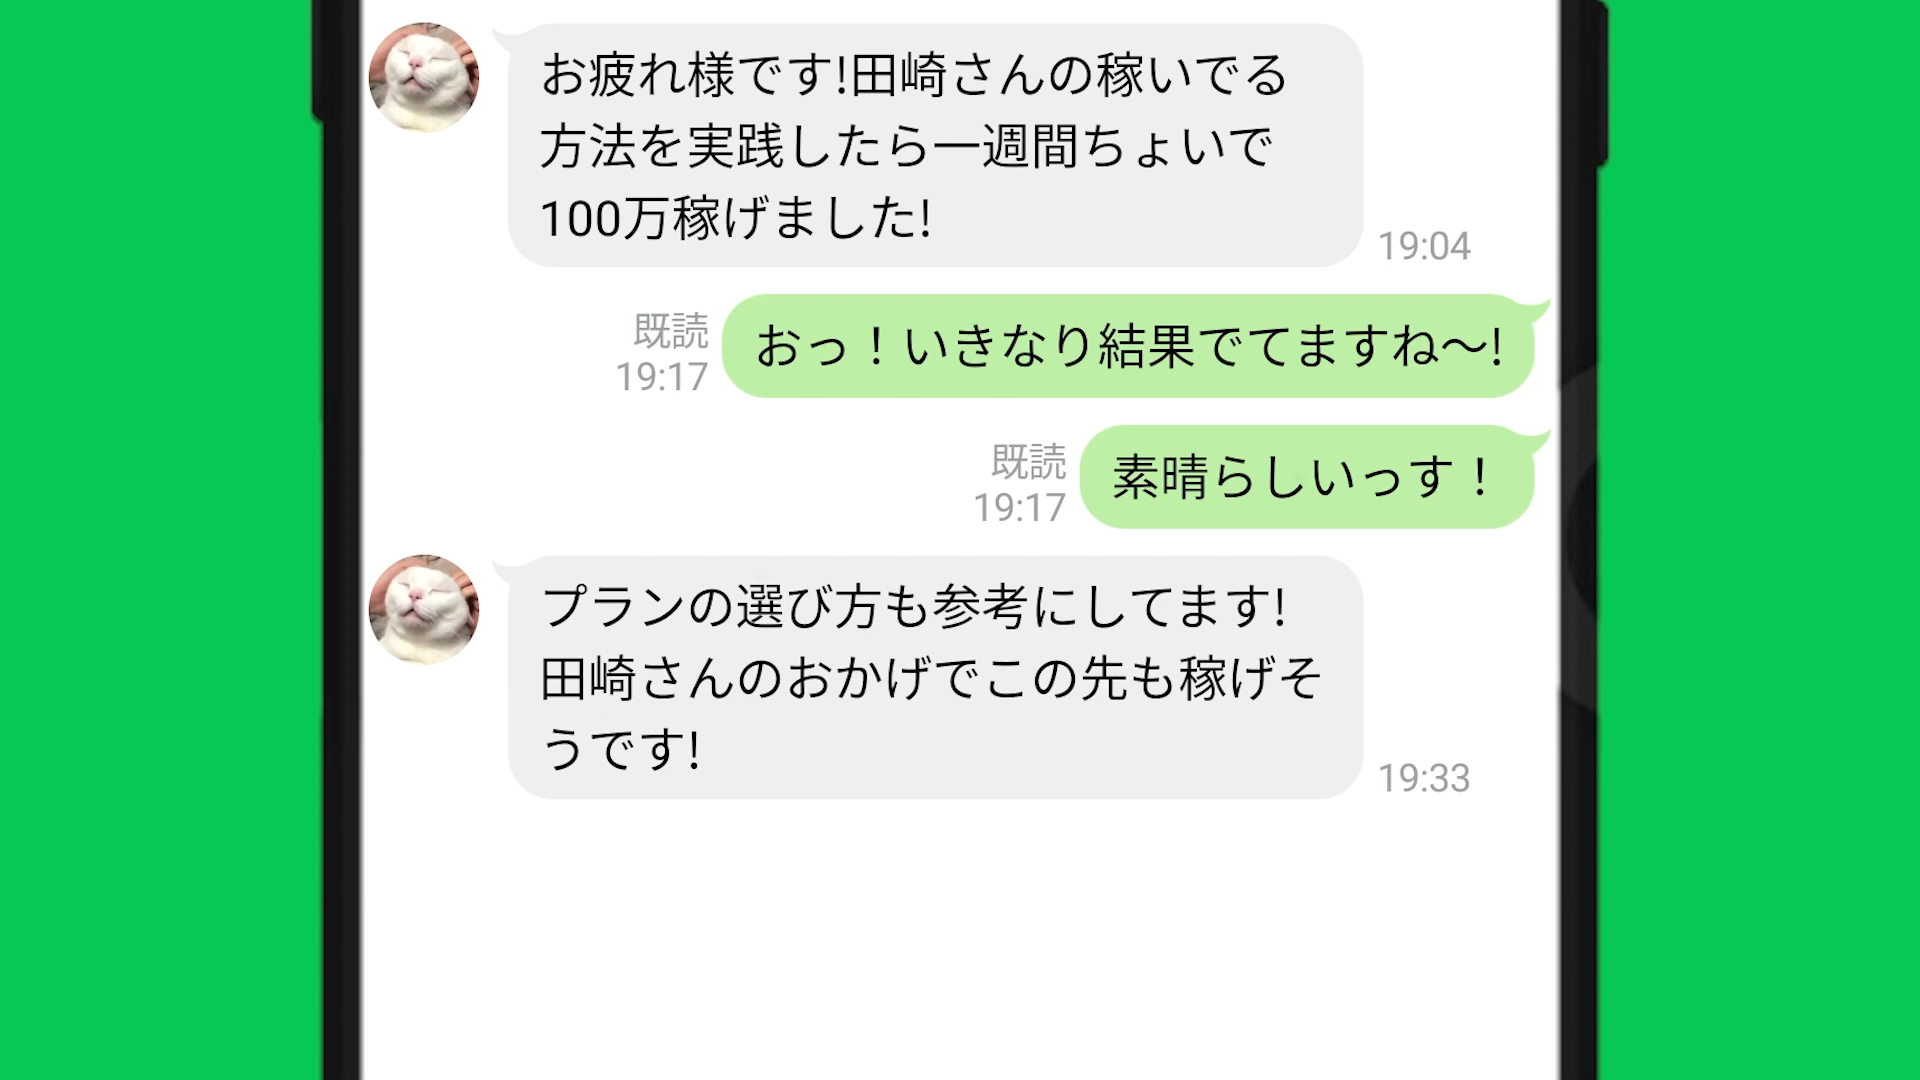 お疲れ様です!田崎さんの稼いでる
方法を実践したら一週間ちょいで
100万稼げました!
19:04
既読
19:17
おっ！いきなり結果でてますね〜!
既読
19:17
素晴らしいっす！
プランの選び方も参考にしてます!
田崎さんのおかげでこの先も稼げそ
うです!
19:33